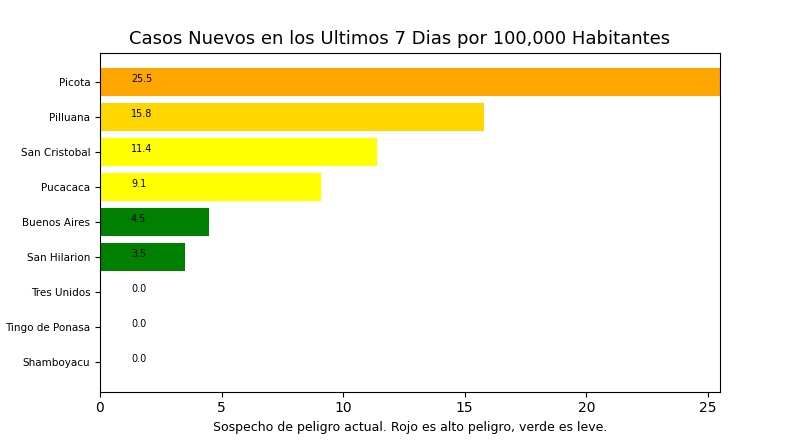 Casos Nuevos en los Ultimos 7 Dias por 100,000 Habitantes
Picota 25.5
Pilluana 15.8
San Cristobal 11.4
Pucacaca 9.1
Buenos Aires 4.5
San Hilarion 3.5
Tres Unidos 0.0
Tingo de Ponasa 0.0
Shamboyacu 0.0
0 5 10 15 20 25
Sospecho de peligro actual. Rojo es alto peligro, verde es leve.